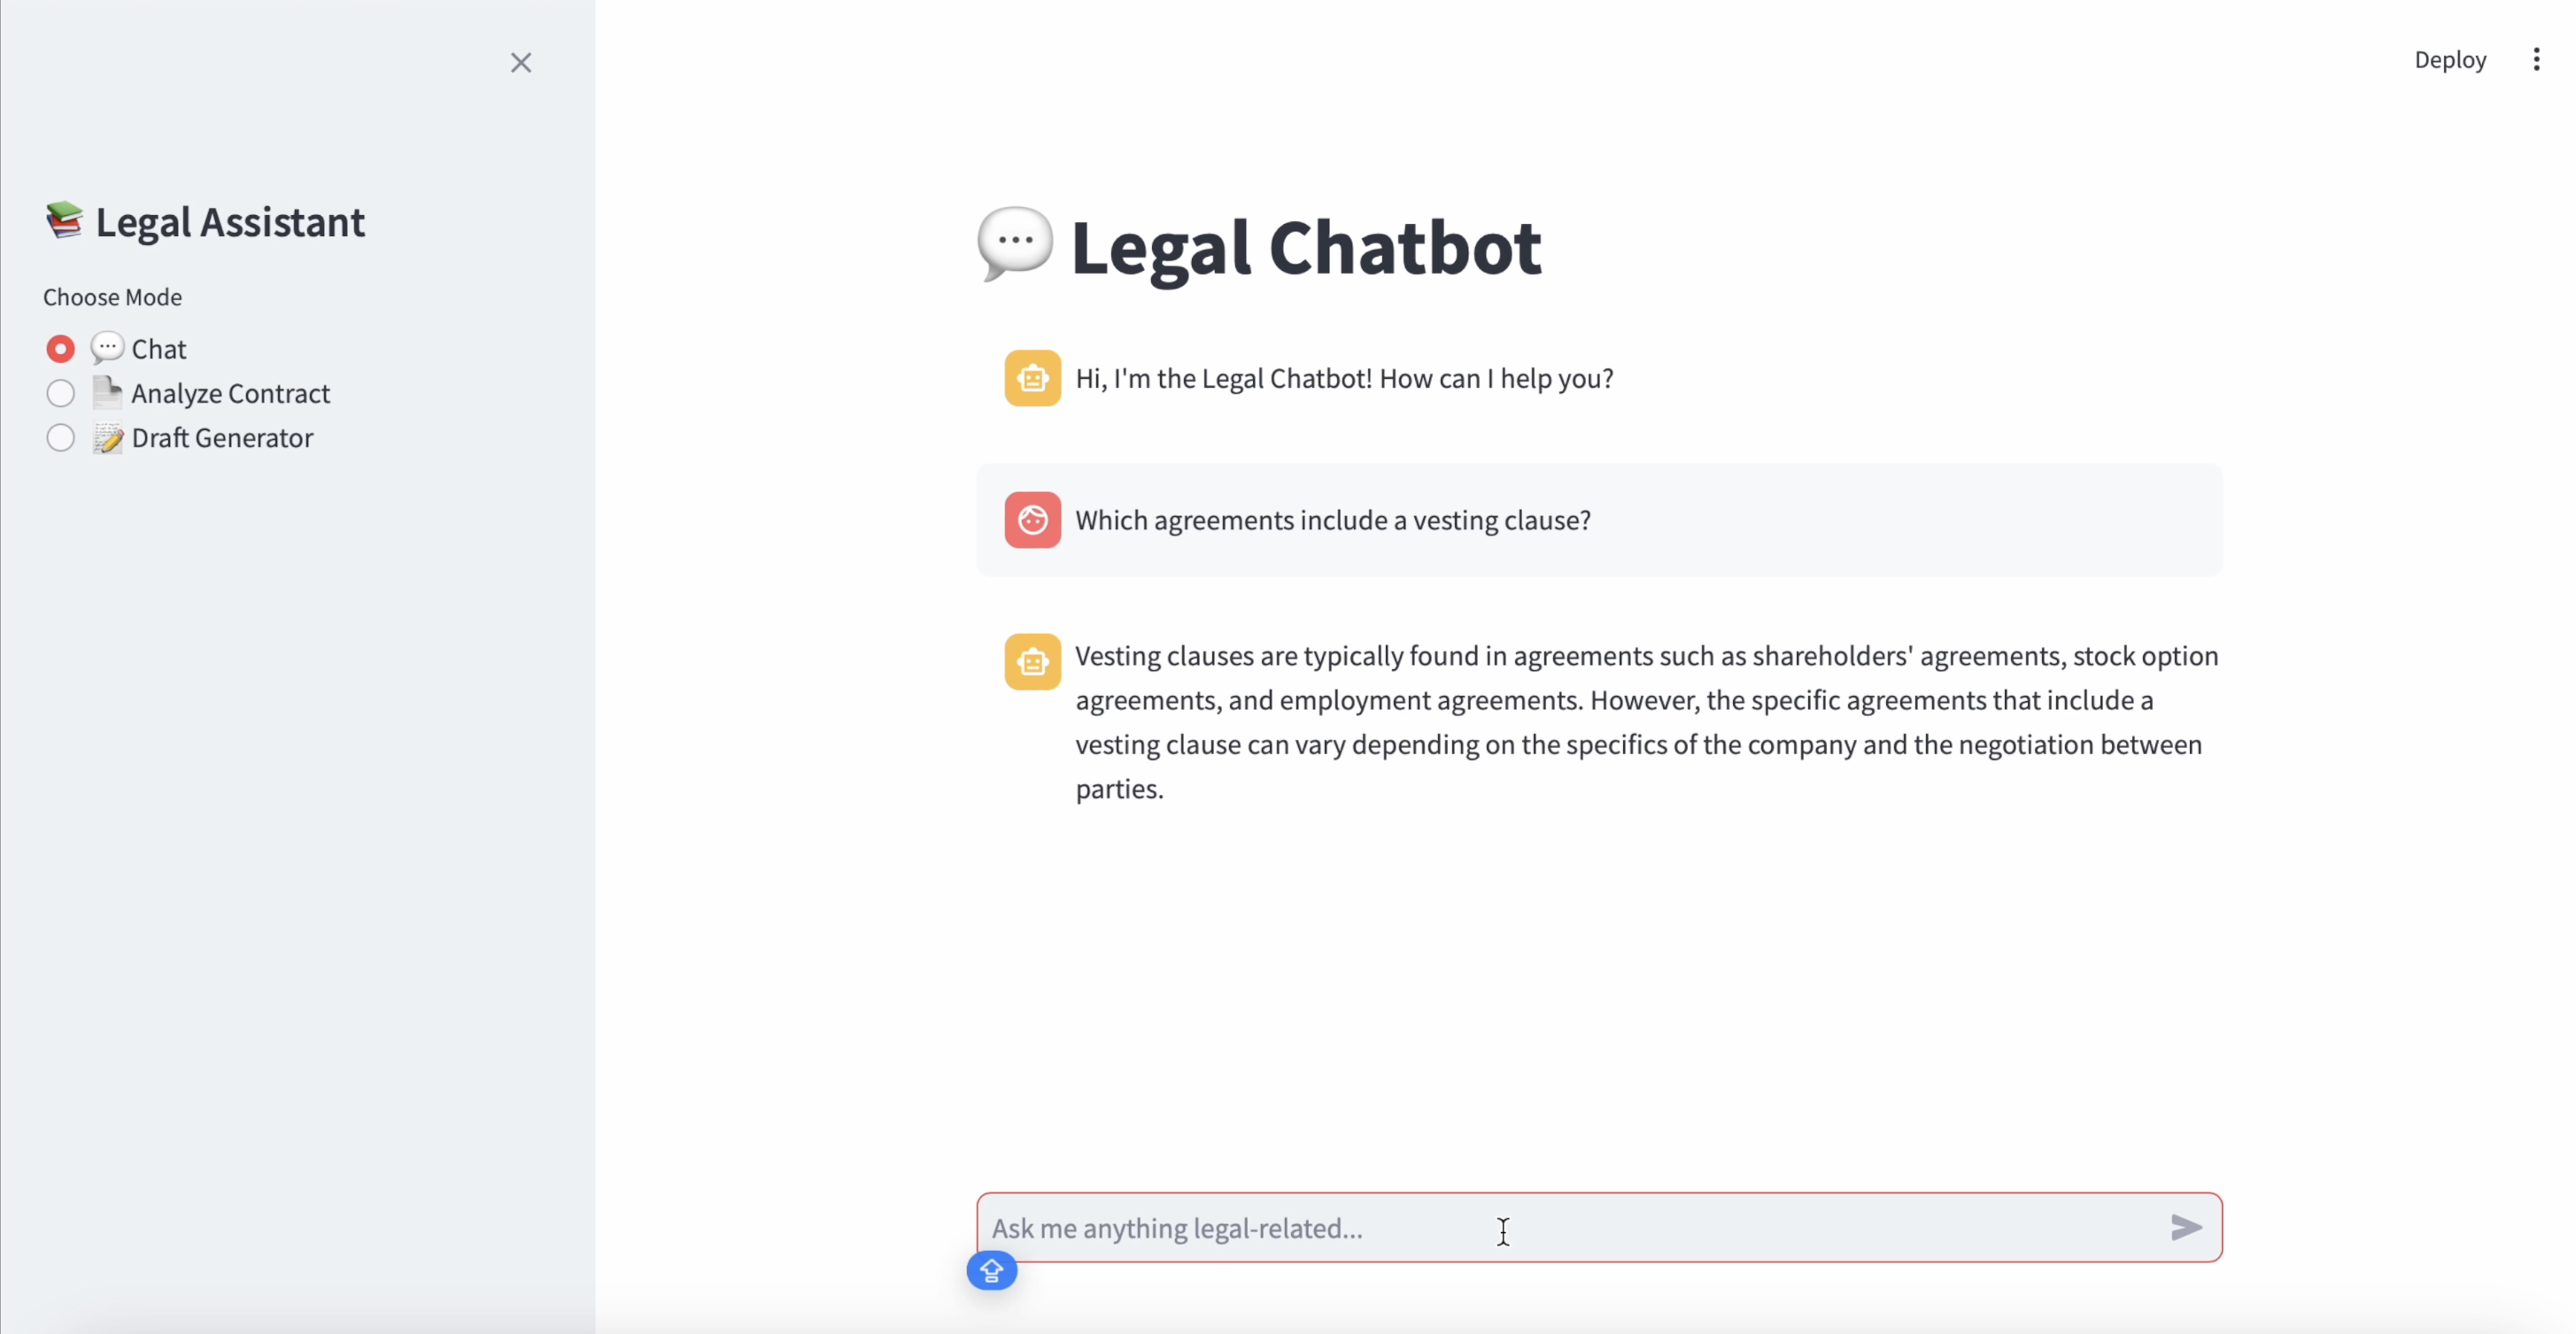 Deploy
📚 Legal Assistant
Choose Mode
💬 Chat
📄 Analyze Contract
📝 Draft Generator
💬 Legal Chatbot
Hi, I'm the Legal Chatbot! How can I help you?
Which agreements include a vesting clause?
Vesting clauses are typically found in agreements such as shareholders' agreements, stock option
agreements, and employment agreements. However, the specific agreements that include a
vesting clause can vary depending on the specifics of the company and the negotiation between
parties.
Ask me anything legal-related...